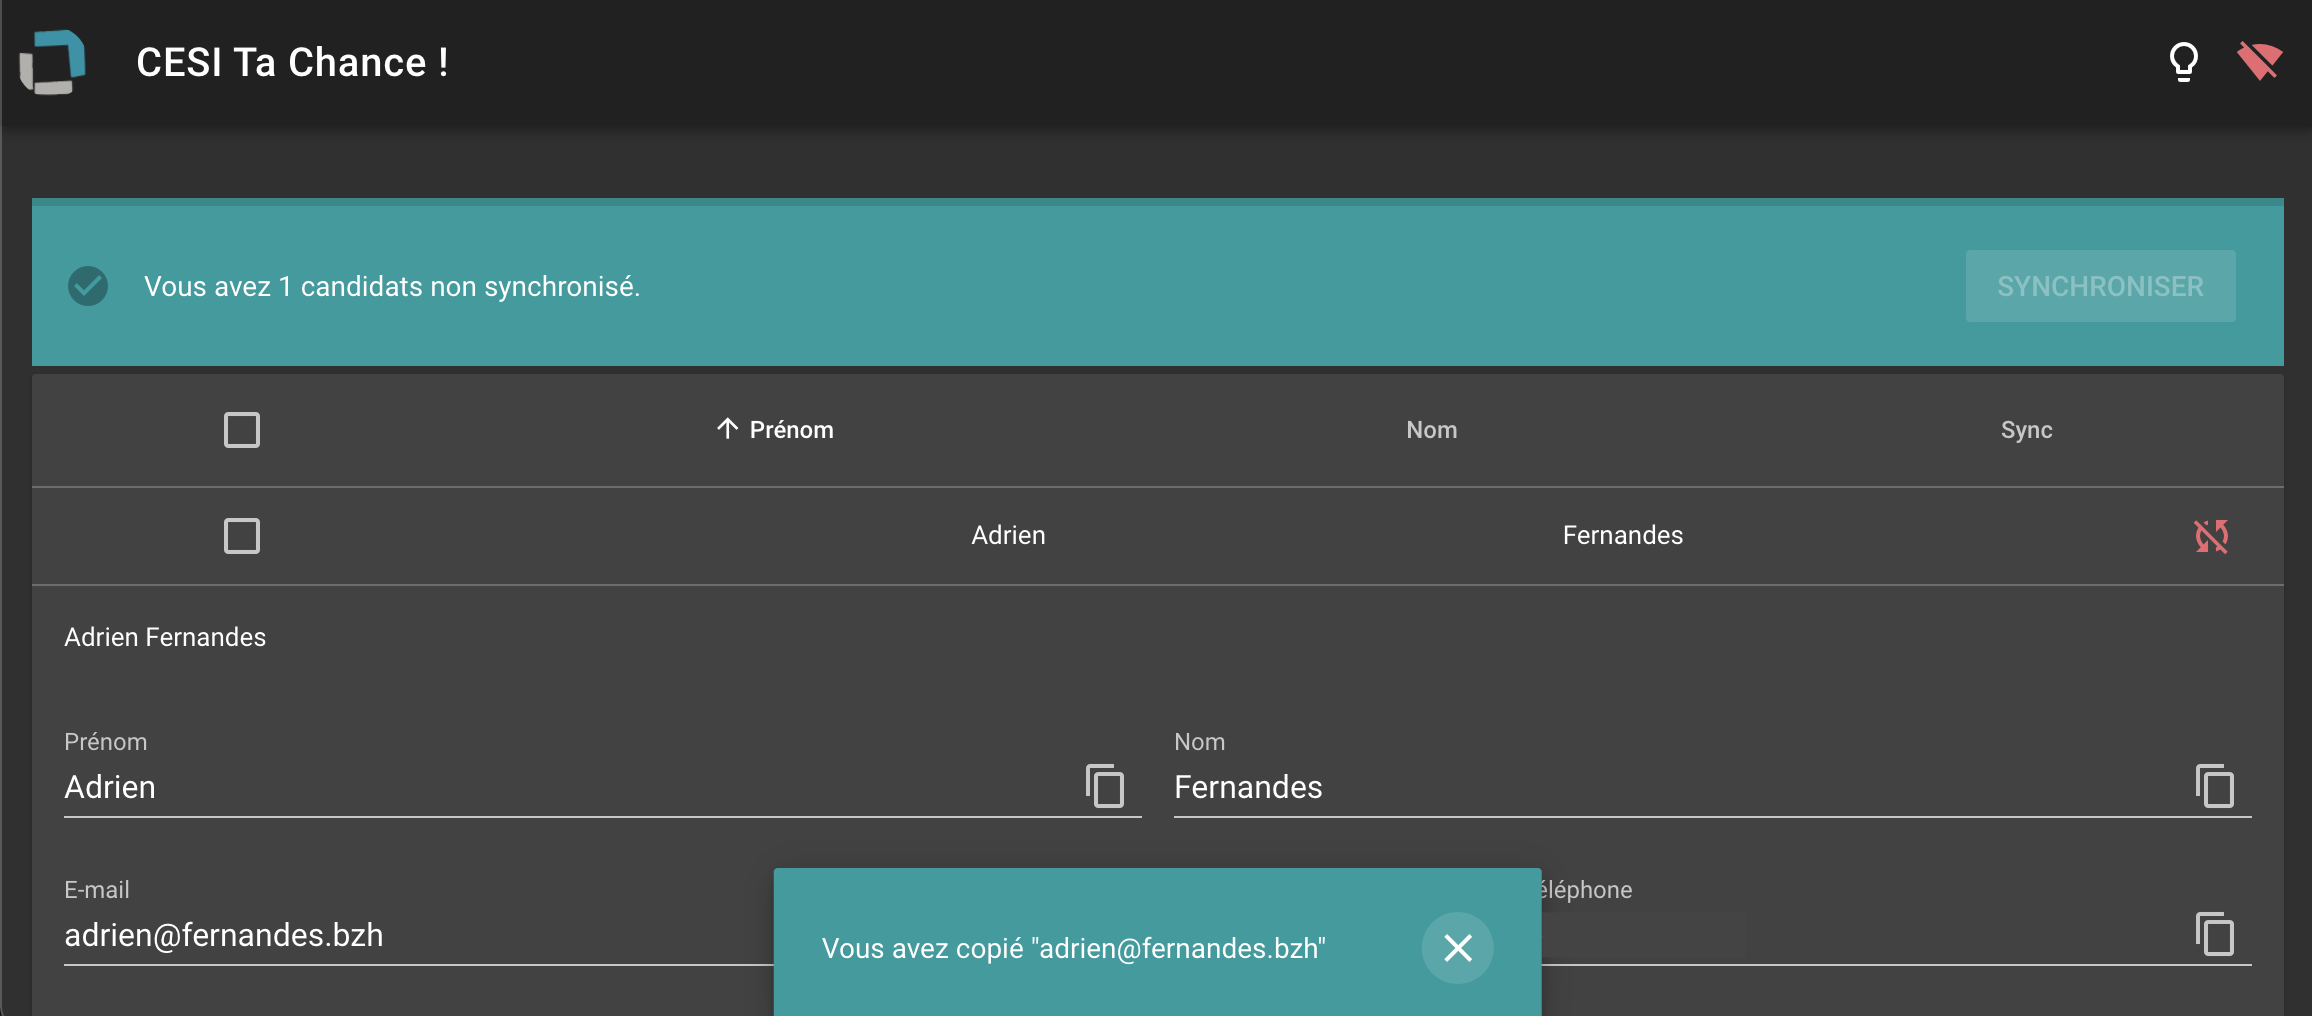 CESI Ta Chance !
Vous avez 1 candidats non synchronisé.
SYNCHRONISER
Prénom
Nom
Sync
Adrien
Fernandes
Adrien Fernandes
Prénom
Adrien
Nom
Fernandes
E-mail
adrien@fernandes.bzh
éléphone
Vous avez copié "adrien@fernandes.bzh"